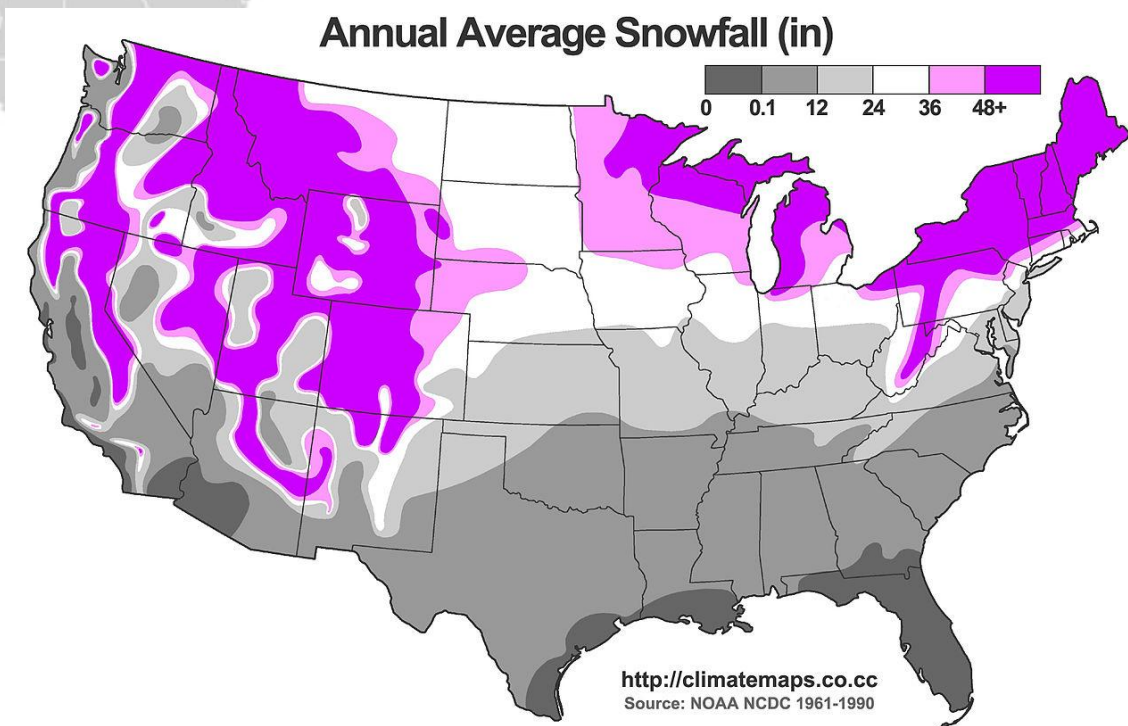 Annual Average Snowfall (in)
0 0.1 12 24 36 48+
http://climatemaps.co.cc
Source: NOAA NCDC 1961-1990